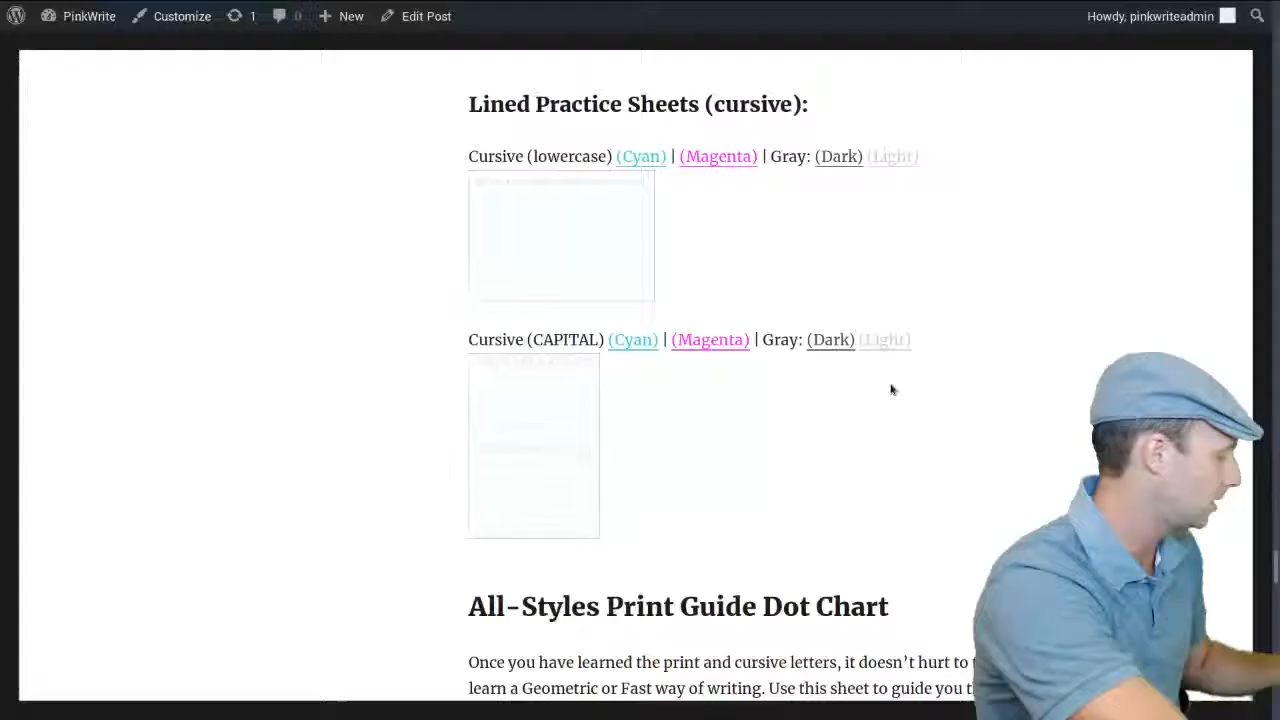 PinkWrite Customize 1 0 New Edit Post Howdy, pinkwriteadmin
Lined Practice Sheets (cursive):
Cursive (lowercase) (Cyan) | (Magenta) | Gray: (Dark) (Light)
Cursive (CAPITAL) (Cyan) | (Magenta) | Gray: (Dark) (Light)
All-Styles Print Guide Dot Chart
Once you have learned the print and cursive letters, it doesn't hurt to
learn a Geometric or Fast way of writing. Use this sheet to guide you